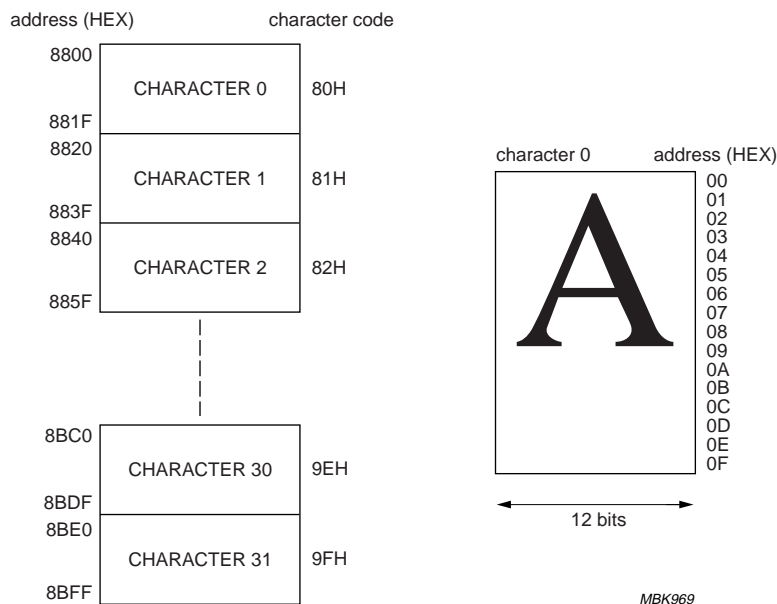 address (HEX) character code
8800
CHARACTER 0 80H
881F
8820
CHARACTER 1 81H
883F
8840
CHARACTER 2 82H
885F
8BC0
CHARACTER 30 9EH
8BDF
8BE0
CHARACTER 31 9FH
8BFF
character 0 address (HEX)
A
00
01
02
03
04
05
06
07
08
09
0A
0B
0C
0D
0E
0F
12 bits
MBK969